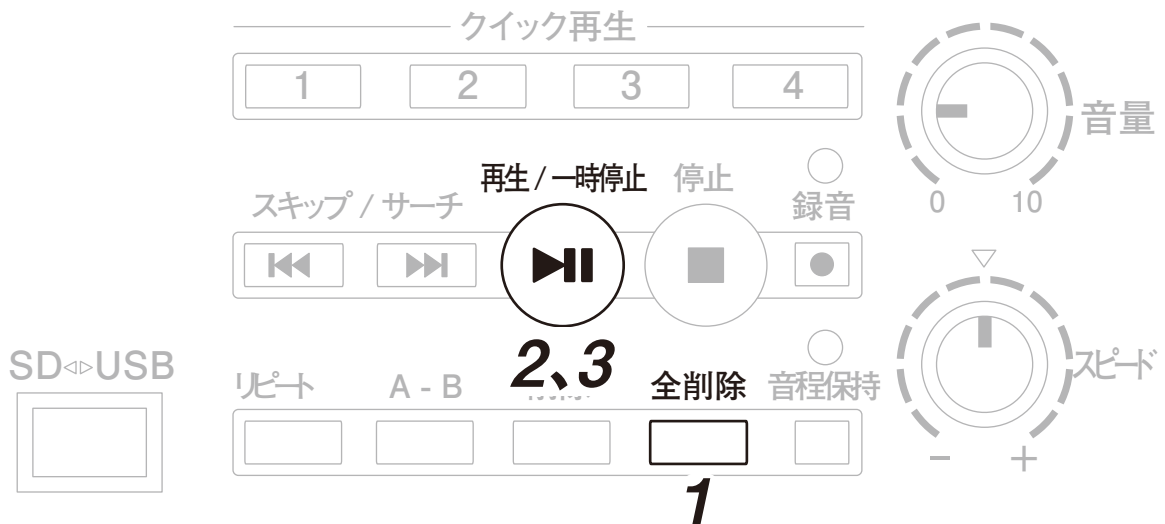 クイック再生
1 2 3 4
音量
0 10
スキップ / サーチ
再生 / 一時停止
停止
録音
2、3
SD◁▷USB
リピート
A - B
全削除
音程保持
スピード
- +
1